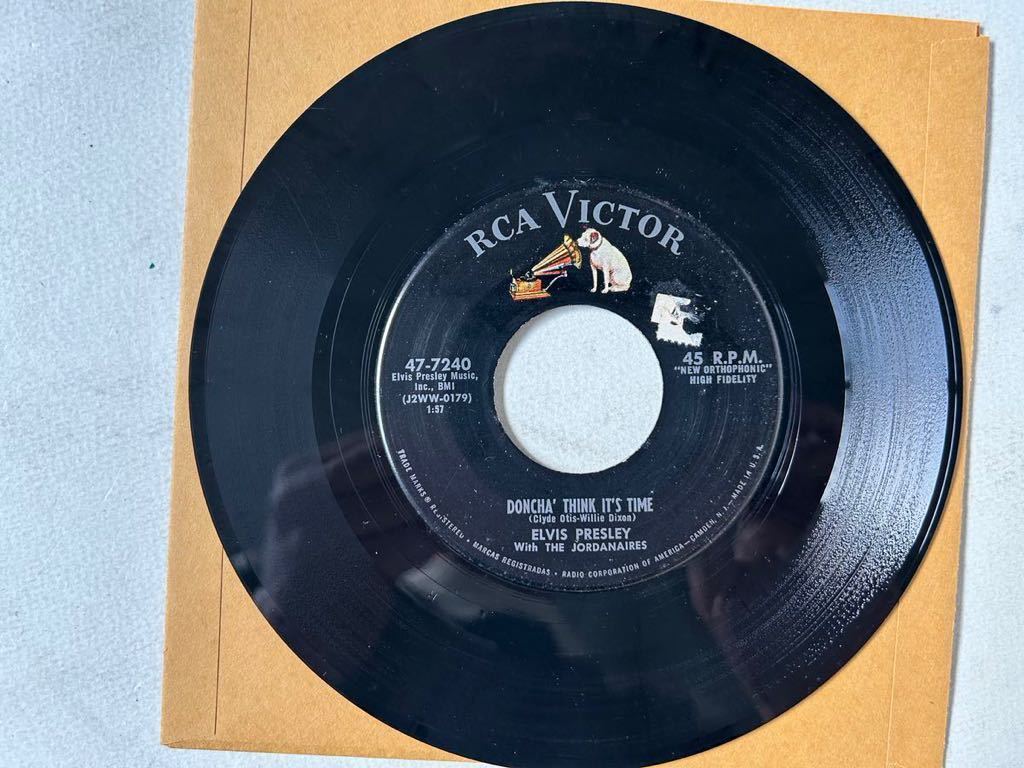 RCA VICTOR
47-7240
Elvis Presley Music,
Inc., BMI
(J2WW-0179)
1:57
45 R.P.M.
"NEW ORTHOPHONIC"
HIGH FIDELITY
DONCHA' THINK IT'S TIME
(Clyde Otis-Willie Dixon)
ELVIS PRESLEY
With THE JORDANAIRES
TRADE MARKS ® REGISTERED • MARCAS REGISTRADAS • RADIO CORPORATION OF AMERICA—CAMDEN, N.J.—MADE IN U.S.A.